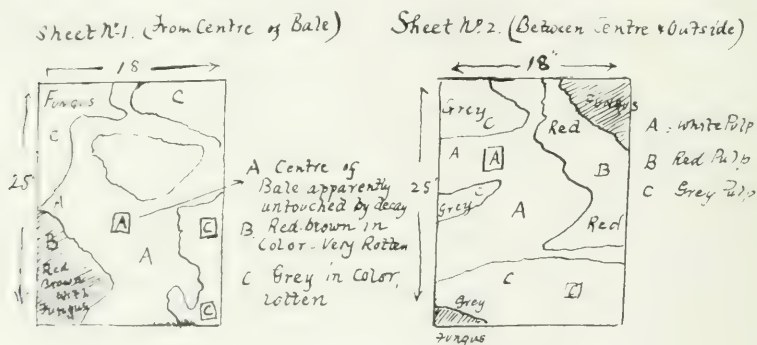 Sheet No. 1. (From Centre of Bale)
18
25"
Fungus
C
C
A
B
Red
Brown
with
Fungus
A
A
C
C
A Centre of
Bale apparently
untouched by decay
B Red-brown in
Color - Very Rotten
C Grey in Color,
rotten
Sheet No. 2. (Between Centre & Outside)
18"
25"
Grey
C
Red
Fungus
A
A
B
C
Grey
A
Red
C
C
Grey
Fungus
A : White Pulp
B Red Pulp
C Grey Pulp